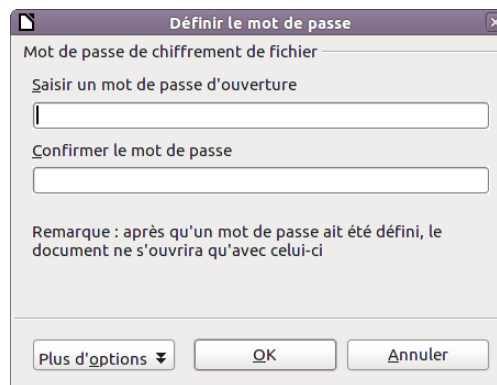 Définir le mot de passe
Mot de passe de chiffrement de fichier
Saisir un mot de passe d'ouverture
Confirmer le mot de passe
Remarque : après qu'un mot de passe ait été défini, le
document ne s'ouvrira qu'avec celui-ci
Plus d'options
OK
Annuler